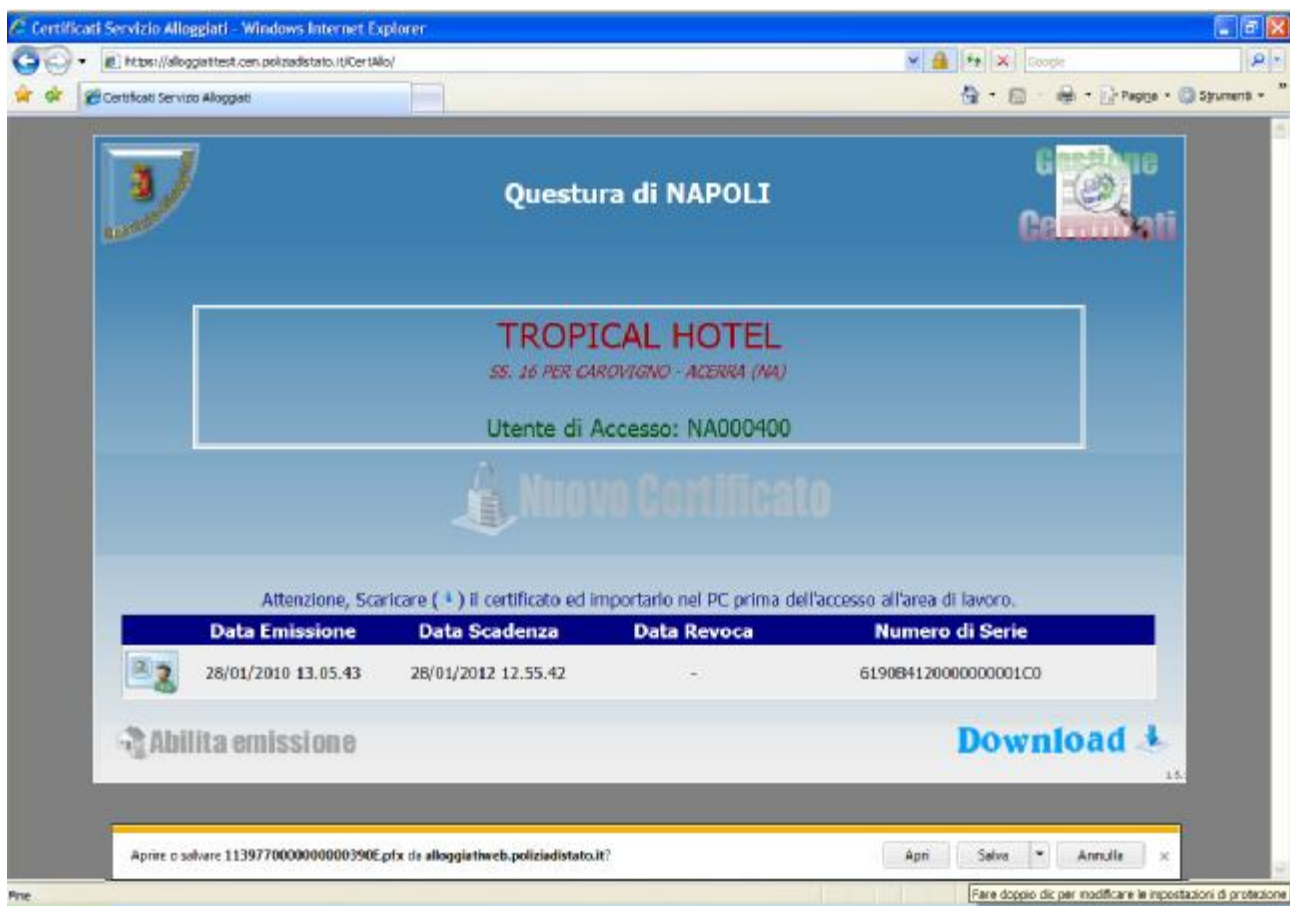 Certificati Servizio Alloggiati - Windows Internet Explorer
https://alloggiatitest.cen.poliziadistato.it/CertAllo/
Google
Certificati Servizio Alloggiati
Pagina
Strumenti
Questura di NAPOLI
Gestione
Certificati
TROPICAL HOTEL
SS. 16 PER CAROVIGNO - ACERRA (NA)
Utente di Accesso: NA000400
Nuovo Certificato
Attenzione, Scaricare ( ) il certificato ed importarlo nel PC prima dell'accesso all'area di lavoro.
Data Emissione Data Scadenza Data Revoca Numero di Serie
28/01/2010 13.05.43 28/01/2012 12.55.42 - 6190B4120000000001C0
Abilita emissione
Download
1.5.
Aprire o salvare 1139770000000000390E.pfx da alloggiatiweb.poliziadistato.it?
Apri Salva Annulla
Fine
Fare doppio clic per modificare le impostazioni di protezione